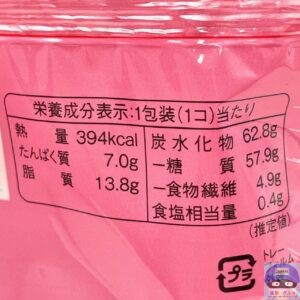 栄養成分表示:1包装(1コ)当たり
熱量 394kcal
たんぱく質 7.0g
脂質 13.8g
炭水化物 62.8g
-糖質 57.9g
-食物繊維 4.9g
食塩相当量 0.4g
(推定値)
プラ
トレー